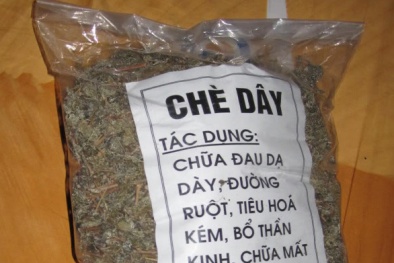 CHÈ DÂY
TÁC DỤNG:
CHỮA ĐAU DẠ
DÀY, ĐƯỜNG
RUỘT, TIÊU HOÁ
KÉM, BỔ THẦN
KINH, CHỮA MẤT